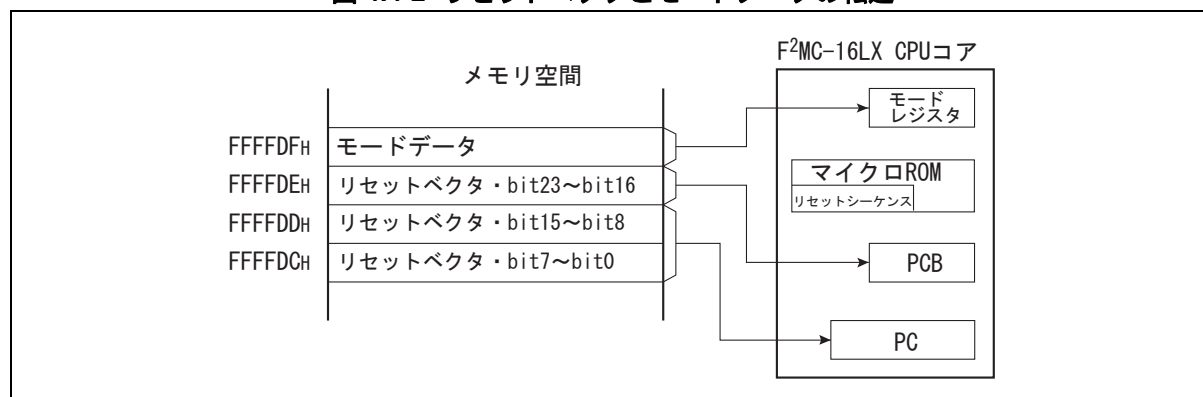 F²MC-16LX CPUコア
メモリ空間
モード
レジスタ
FFFFDFH モードデータ
FFFFDEH リセットベクタ・bit23～bit16
FFFFDDH リセットベクタ・bit15～bit8
FFFFDCH リセットベクタ・bit7～bit0
マイクロROM
リセットシーケンス
PCB
PC